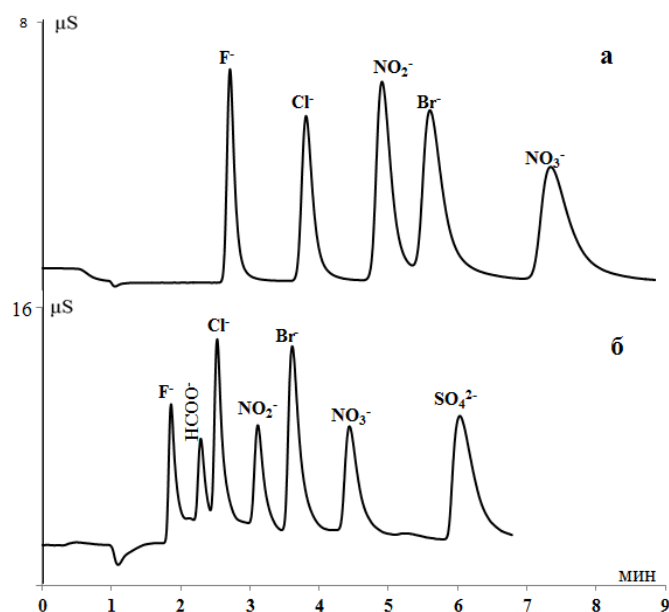 8 µS
F⁻
Cl⁻
NO₂⁻
Br⁻
NO₃⁻
а
16 µS
F⁻
HCOO⁻
Cl⁻
NO₂⁻
Br⁻
NO₃⁻
SO₄²⁻
б
мин
0 1 2 3 4 5 6 7 8 9